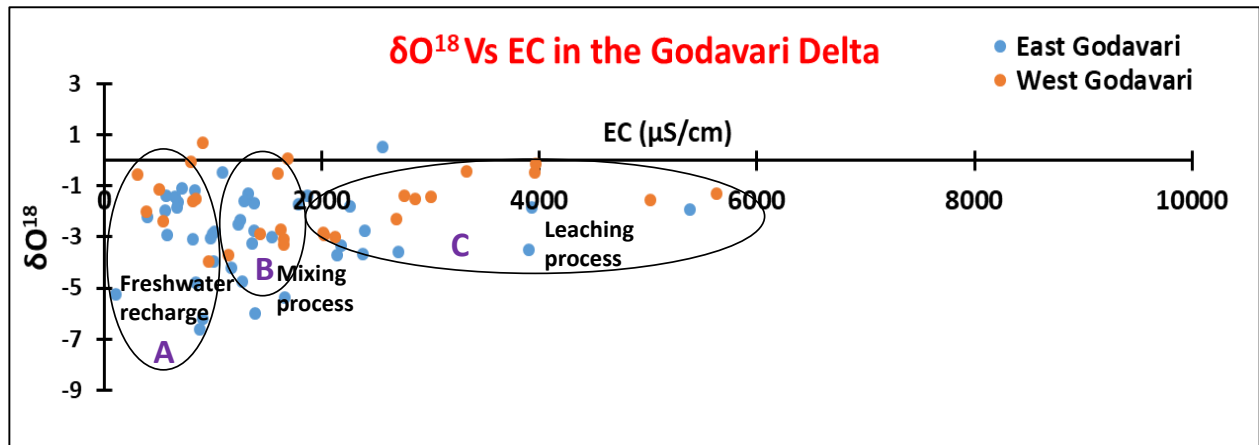 δO¹⁸ Vs EC in the Godavari Delta
East Godavari
West Godavari
EC (µS/cm)
δO¹⁸
3
1
-1
-3
-5
-7
-9
0
2000
4000
6000
8000
10000
Freshwater
recharge
A
B
Mixing
process
C
Leaching
process